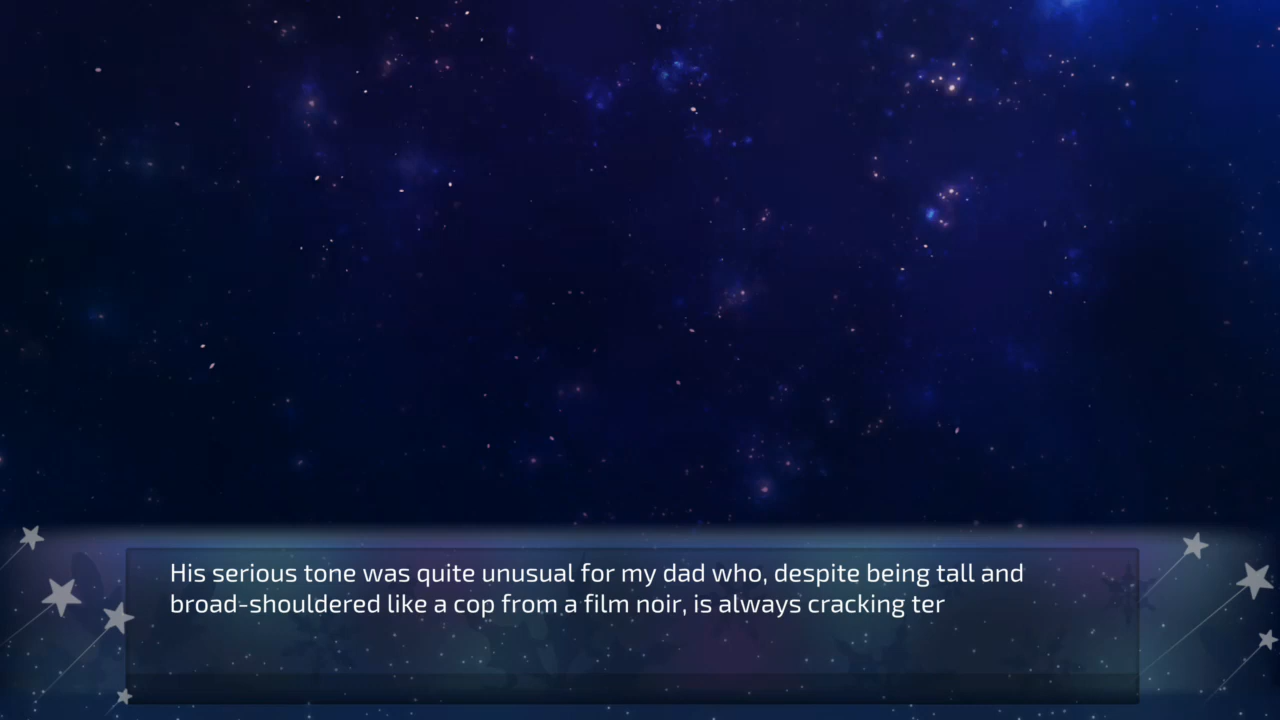 His serious tone was quite unusual for my dad who, despite being tall and
broad-shouldered like a cop from a film noir, is always cracking ter